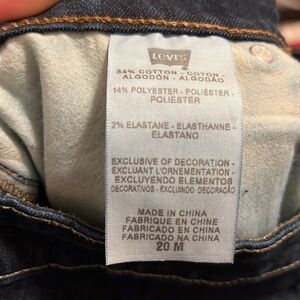 LEVI'S
84% COTTON - COTON -
ALGODÓN - ALGODÃO
14% POLYESTER - POLIÉSTER -
POLIESTER
2% ELASTANE - ELASTHANNE -
ELASTANO
EXCLUSIVE OF DECORATION -
EXCLUANT L'ORNEMENTATION -
EXCLUYENDO ELEMENTOS
DECORATIVOS - EXCLUINDO DECORAÇÃO
MADE IN CHINA
FABRIQUÉ EN CHINE
FABRICADO EN CHINA
FABRICADO NA CHINA
20 M